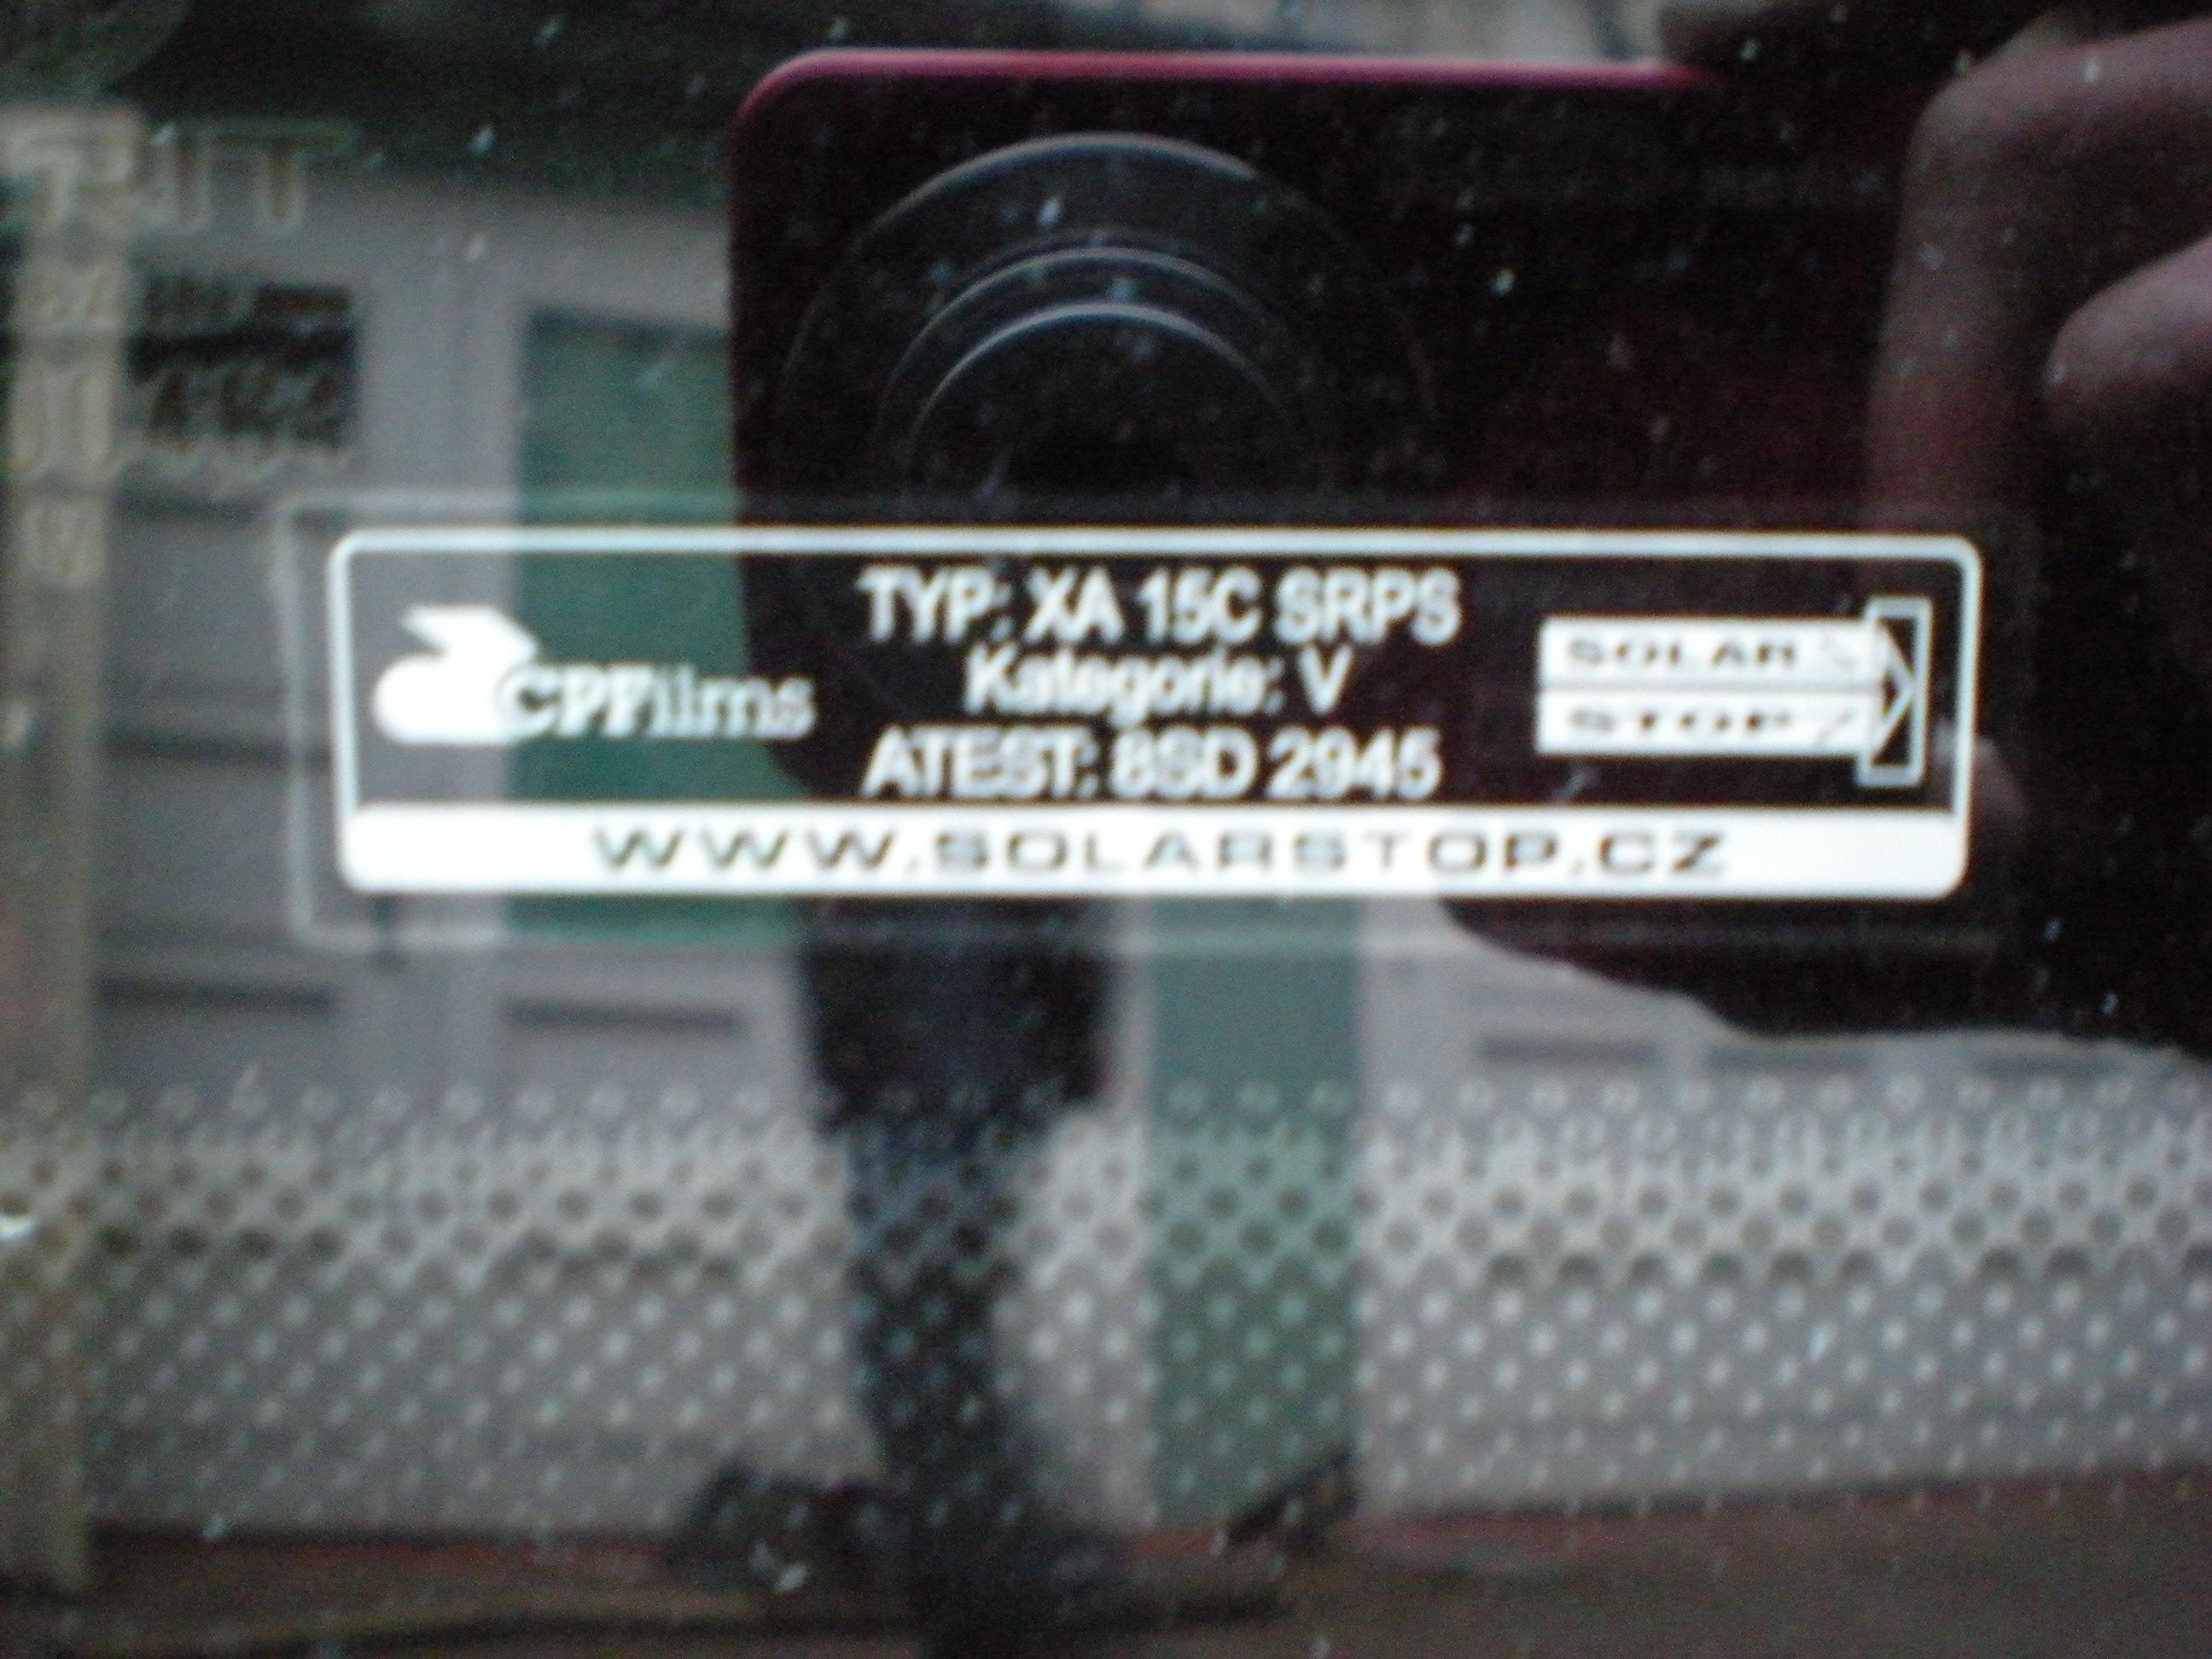 CPFilms
TYP: XA 15C SRPS
Kategorie: V
ATEST: 8SD 2945
SOLAR
STOP
WWW.SOLARSTOP.CZ